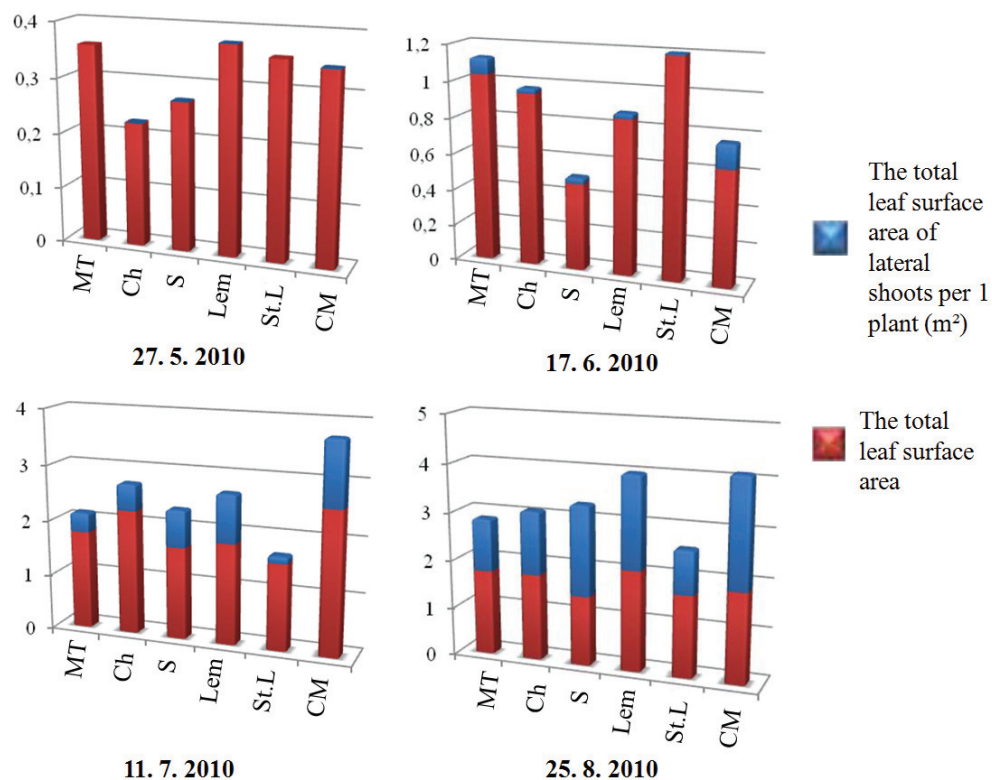 0,4
0,3
0,2
0,1
0
MT
Ch
S
Lem
St.L
CM
27. 5. 2010
1,2
1
0,8
0,6
0,4
0,2
0
MT
Ch
S
Lem
St.L
CM
17. 6. 2010
The total
leaf surface
area of
lateral
shoots per 1
plant (m²)
4
3
2
1
0
MT
Ch
S
Lem
St.L
CM
11. 7. 2010
5
4
3
2
1
0
MT
Ch
S
Lem
St.L
CM
25. 8. 2010
The total
leaf surface
area